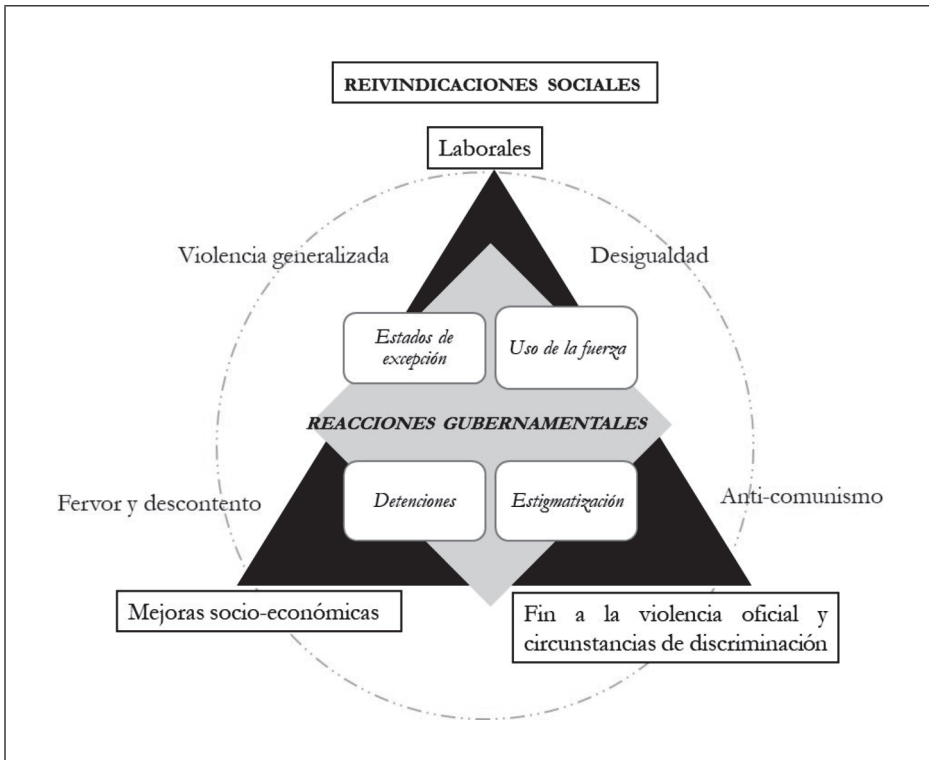 REIVINDICACIONES SOCIALES
Laborales
Violencia generalizada
Desigualdad
Estados de
excepción
Uso de la fuerza
REACCIONES GUBERNAMENTALES
Detenciones
Estigmatización
Fervor y descontento
Anti-comunismo
Mejoras socio-económicas
Fin a la violencia oficial y
circunstancias de discriminación